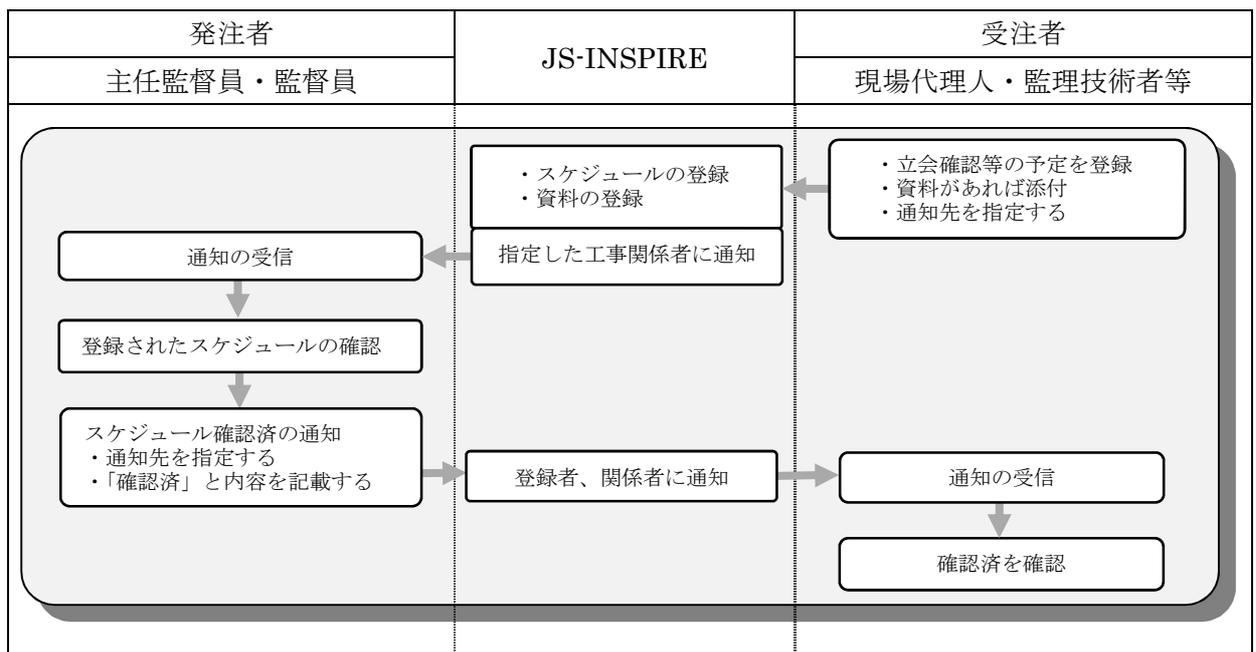 発注者
JS-INSPIRE
受注者
主任監督員・監督員
現場代理人・監理技術者等
・立会確認等の予定を登録
・資料があれば添付
・通知先を指定する
・スケジュールの登録
・資料の登録
指定した工事関係者に通知
通知の受信
登録されたスケジュールの確認
スケジュール確認済の通知
・通知先を指定する
・「確認済」と内容を記載する
登録者、関係者に通知
通知の受信
確認済を確認